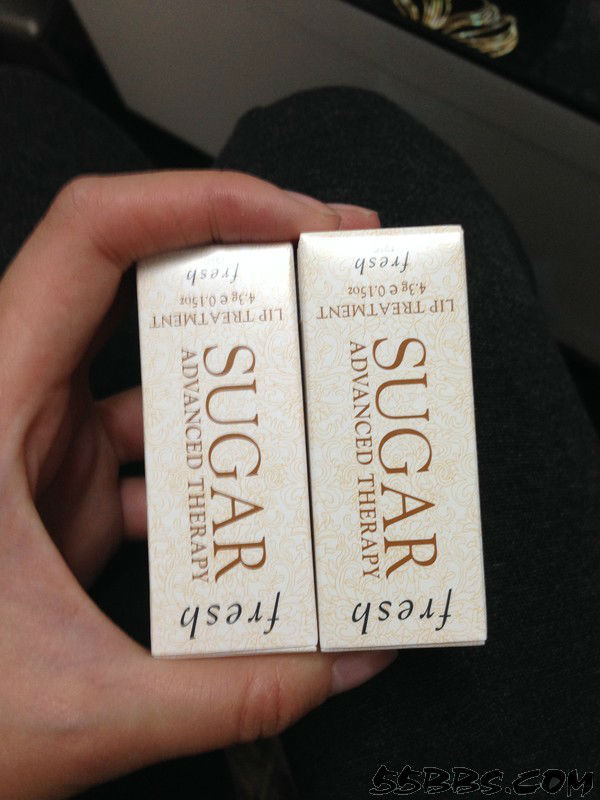 fresh
SUGAR
ADVANCED THERAPY
LIP TREATMENT
4.3g ℮ 0.15oz
fresh
fresh
SUGAR
ADVANCED THERAPY
LIP TREATMENT
4.3g ℮ 0.15oz
fresh
55BBS.COM